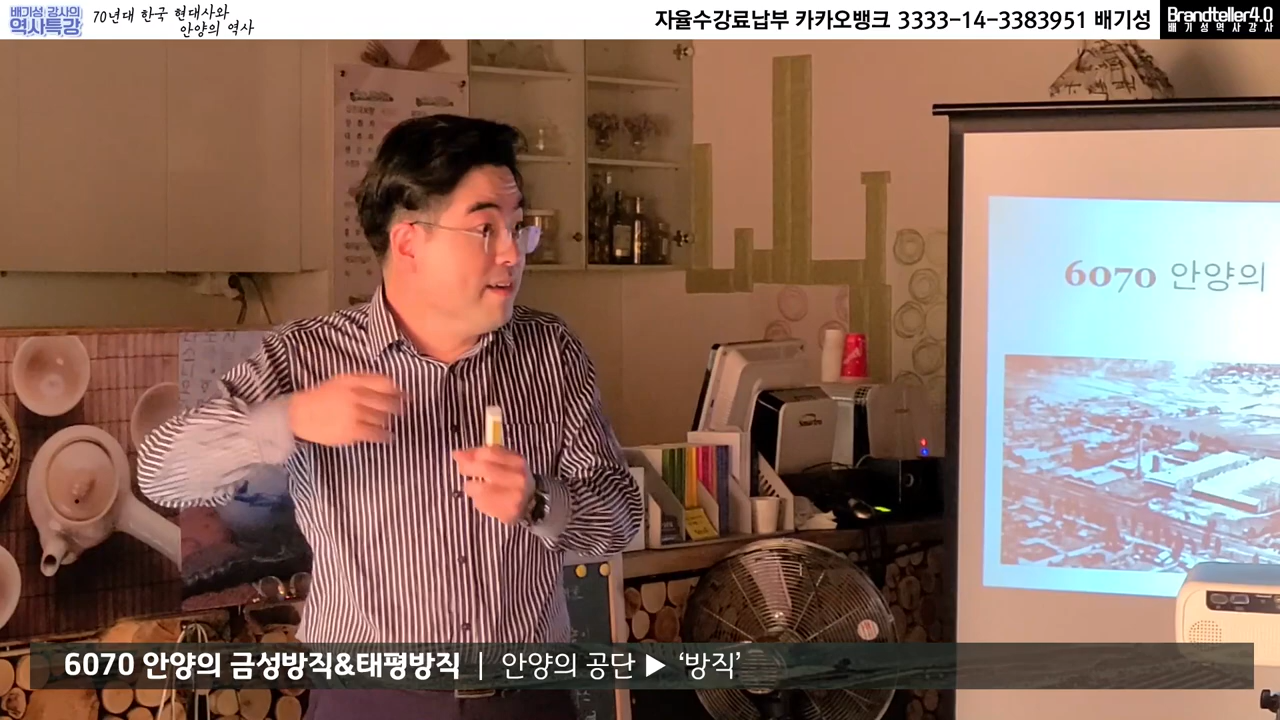 배기성 강사의
역사특강
70년대 한국 현대사와
안양의 역사
자율수강료납부 카카오뱅크 3333-14-3383951 배기성
Brandteller4.0
배기성역사강사
6070 안양의
6070 안양의 금성방직&태평방직 | 안양의 공단 ▶ ‘방직’